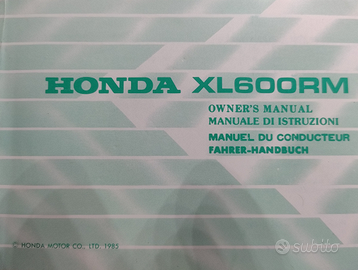 HONDA XL600RM
OWNER'S MANUAL
MANUALE DI ISTRUZIONI
MANUEL DU CONDUCTEUR
FAHRER-HANDBUCH
© HONDA MOTOR CO., LTD. 1985
subito